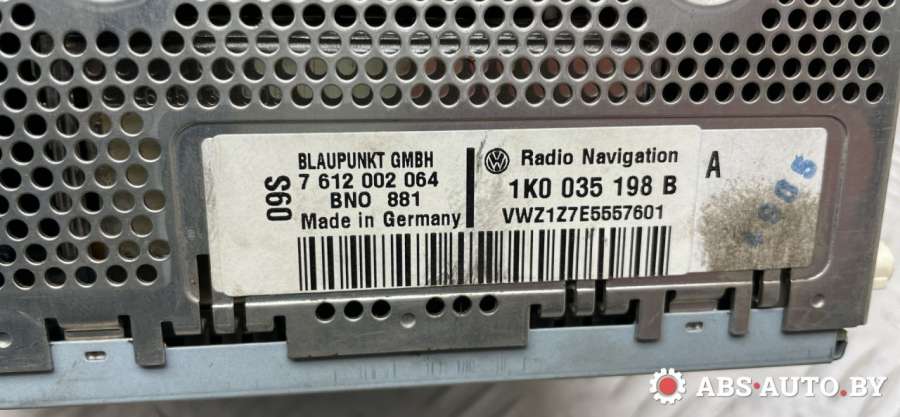 BLAUPUNKT GMBH
7 612 002 064
BNO 881
Made in Germany
09S
Radio Navigation
1K0 035 198 B
VWZ1Z7E5557601
A
ABS-AUTO.BY